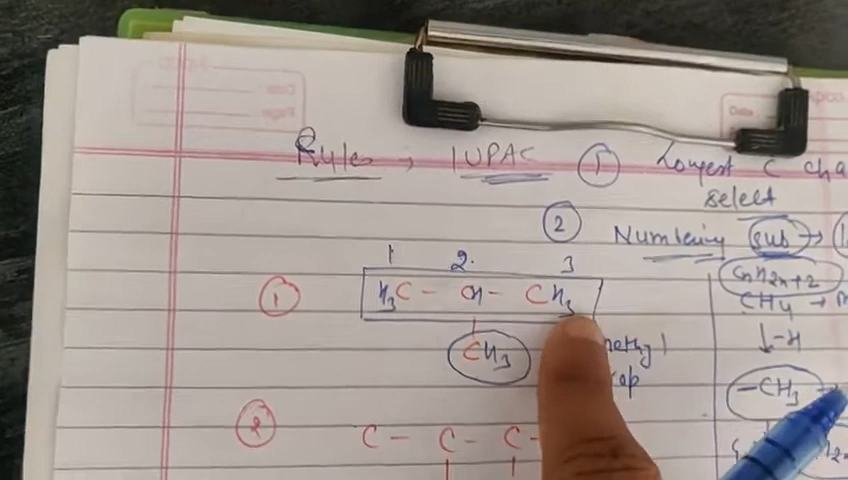 Rules → IUPAC ① Longest C cha
select
② Numbering sub →
1 2. 3 CnH2n+2
① H3C - CH - CH3 CH4 →
CH3 methyl ↓-H
-CH3
② C - C - C -